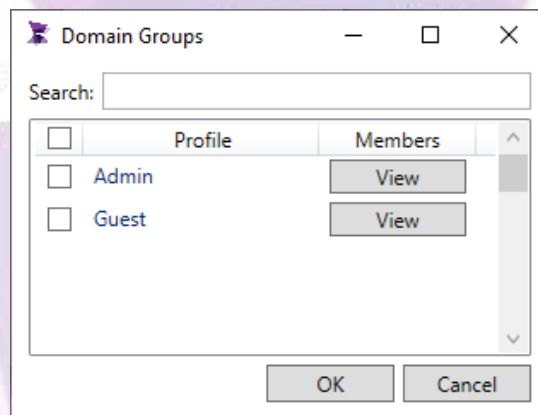 Domain Groups
Search:
Profile Members
Admin View
Guest View
OK Cancel